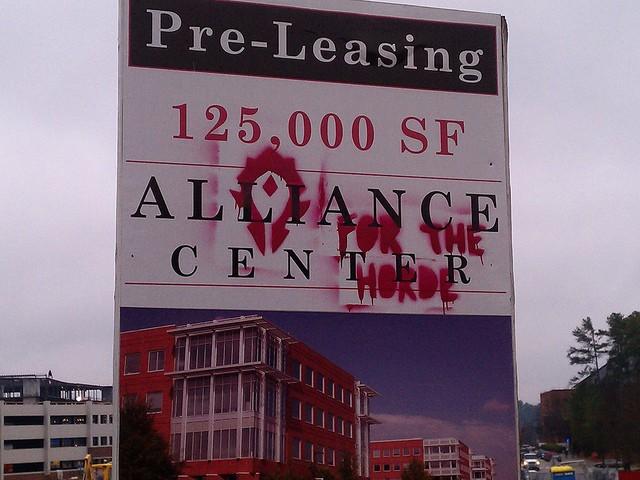 Pre-Leasing
125,000 SF
ALLIANCE
FOR THE
CENTER
HORDE